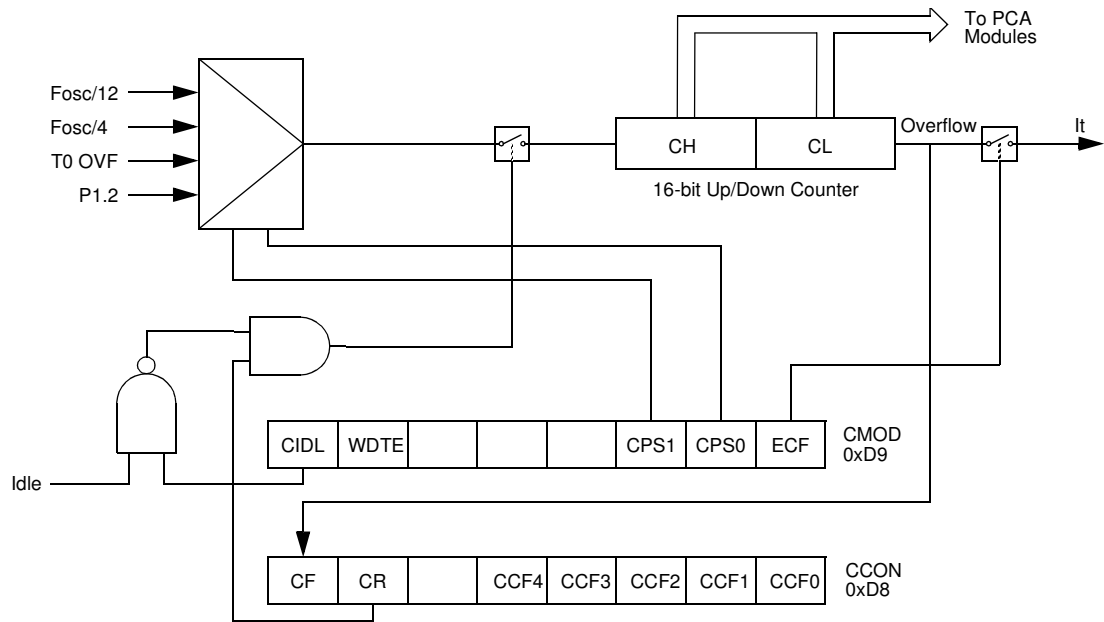 To PCA
Modules
Fosc/12
Fosc/4
T0 OVF
P1.2
CH
CL
Overflow
It
16-bit Up/Down Counter
CIDL
WDTE
CPS1
CPS0
ECF
CMOD
0xD9
Idle
CF
CR
CCF4
CCF3
CCF2
CCF1
CCF0
CCON
0xD8